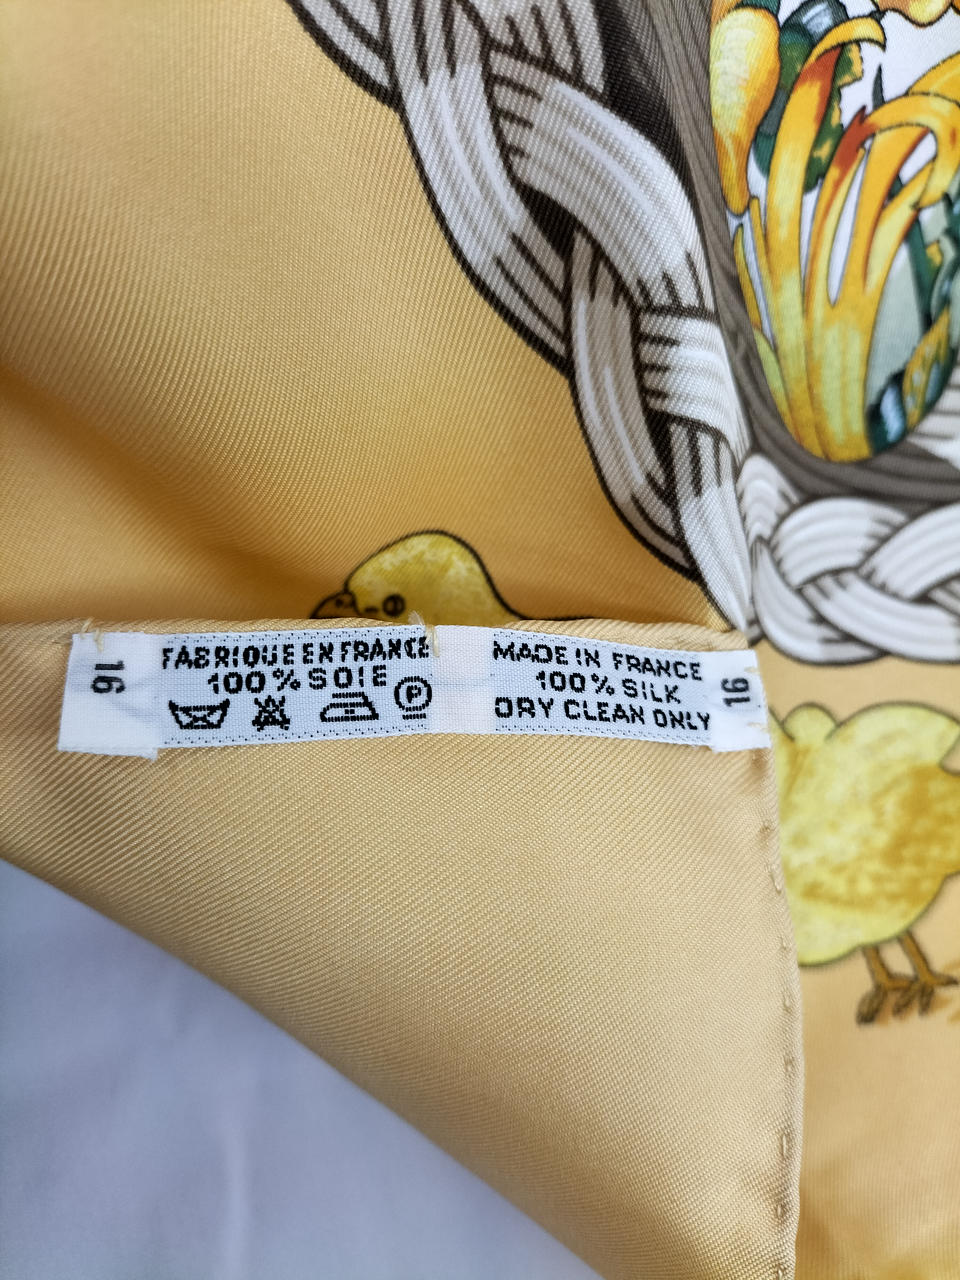 16
FABRIQUE EN FRANCE
100% SOIE
P
MADE IN FRANCE
100% SILK
DRY CLEAN ONLY
16